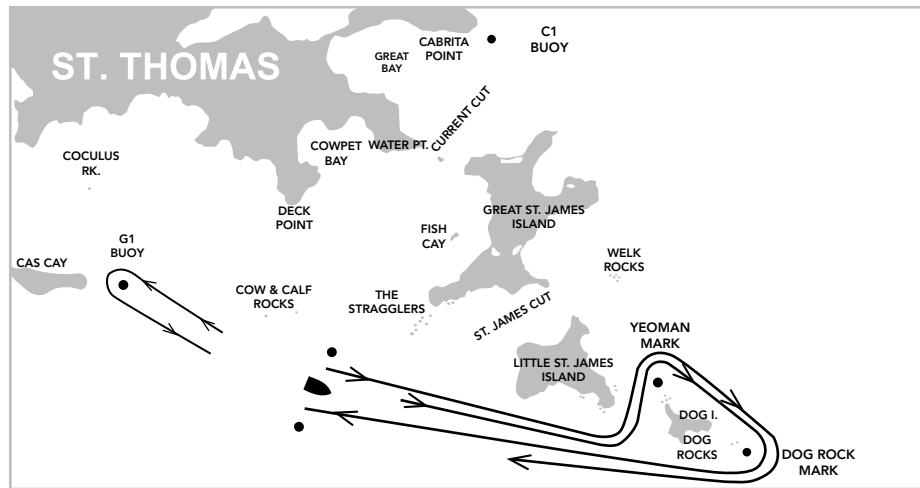 C1
BUOY
CABRITA
POINT
GREAT
BAY
ST. THOMAS
CURRENT CUT
COWPET
BAY
WATER PT.
COCULUS
RK.
DECK
POINT
GREAT ST. JAMES
ISLAND
FISH
CAY
G1
BUOY
CAS CAY
WELK
ROCKS
COW & CALF
ROCKS
THE
STRAGGLERS
ST. JAMES CUT
YEOMAN
MARK
LITTLE ST. JAMES
ISLAND
DOG I.
DOG
ROCKS
DOG ROCK
MARK